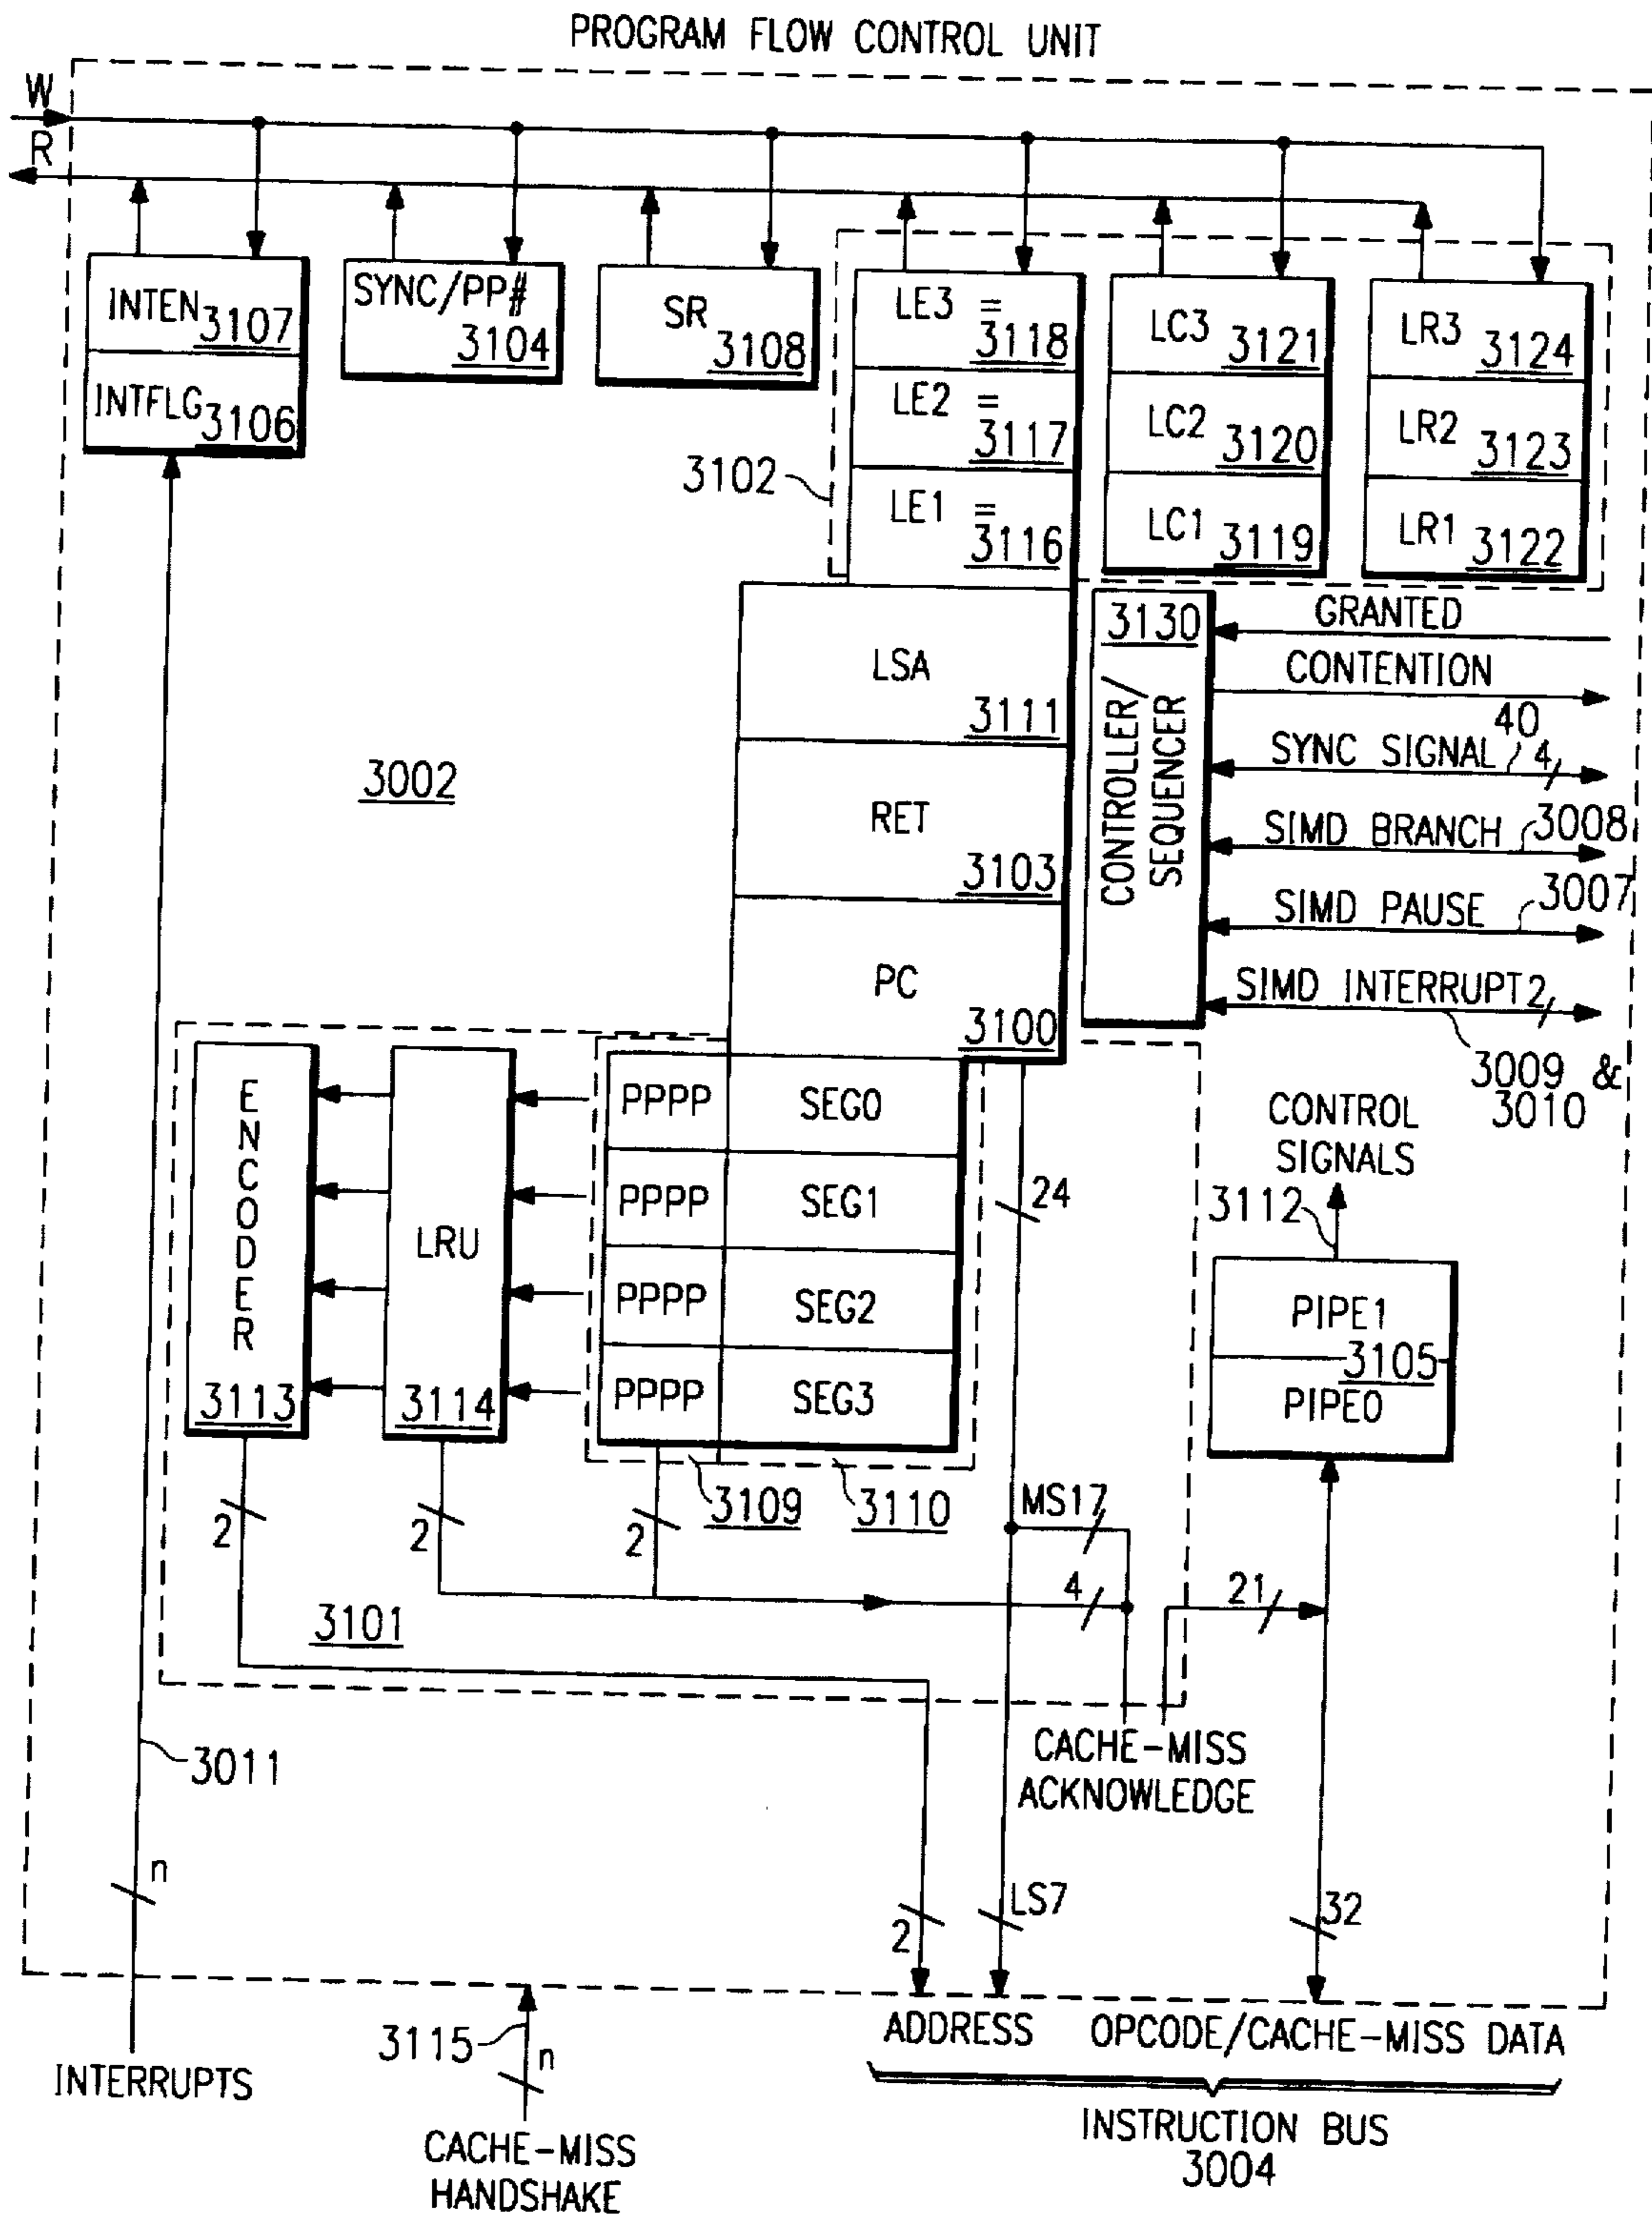 PROGRAM FLOW CONTROL UNIT
W
R
INTEN 3107
INTFLG 3106
SYNC/PP#
3104
SR
3108
LE3 =
3118
LE2 =
3117
LE1 =
3116
LC3 3121
LC2 3120
LC1 3119
LR3 3124
LR2 3123
LR1 3122
3102
LSA
3111
RET
3103
PC
3100
3002
3130
CONTROLLER/
SEQUENCER
GRANTED
CONTENTION
40
SYNC SIGNAL 4
SIMD BRANCH 3008
SIMD PAUSE 3007
SIMD INTERRUPT 2
3009 &
3010
CONTROL
SIGNALS
3112
PIPE1
3105
PIPE0
ENCODER
3113
LRU
3114
PPPP SEG0
PPPP SEG1
PPPP SEG2
PPPP SEG3
24
3109
3110
2
2
2
MS17
4
21
3101
CACHE-MISS
ACKNOWLEDGE
3011
n
2
LS7
32
3115
n
INTERRUPTS
CACHE-MISS
HANDSHAKE
ADDRESS
OPCODE/CACHE-MISS DATA
INSTRUCTION BUS
3004